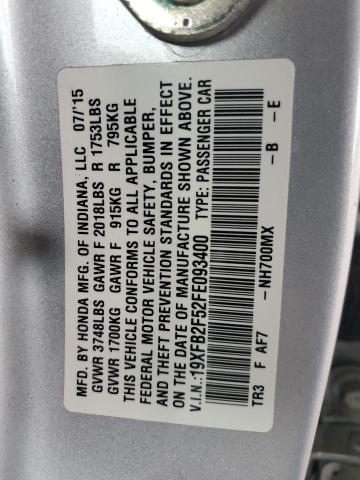 MFD. BY HONDA MFG. OF INDIANA, LLC 07/'15
GVWR 3748LBS GAWR F 2018LBS R 1753LBS
GVWR 1700KG GAWR F 915KG R 795KG
THIS VEHICLE CONFORMS TO ALL APPLICABLE
FEDERAL MOTOR VEHICLE SAFETY, BUMPER,
AND THEFT PREVENTION STANDARDS IN EFFECT
ON THE DATE OF MANUFACTURE SHOWN ABOVE.
V.I.N.:19XFB2F52FE093400 TYPE: PASSENGER CAR
TR3 F AF7 -NH700MX -B -E